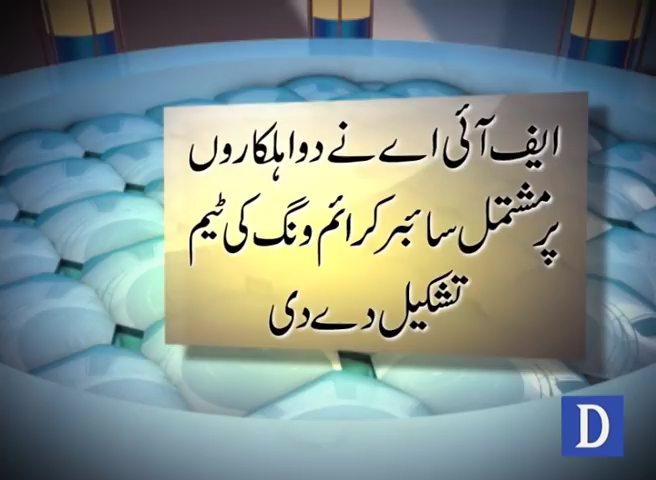 ایف آئی اے نے دو اہلکاروں
پر مشتمل سائبر کرائم ونگ کی ٹیم
تشکیل دے دی
D